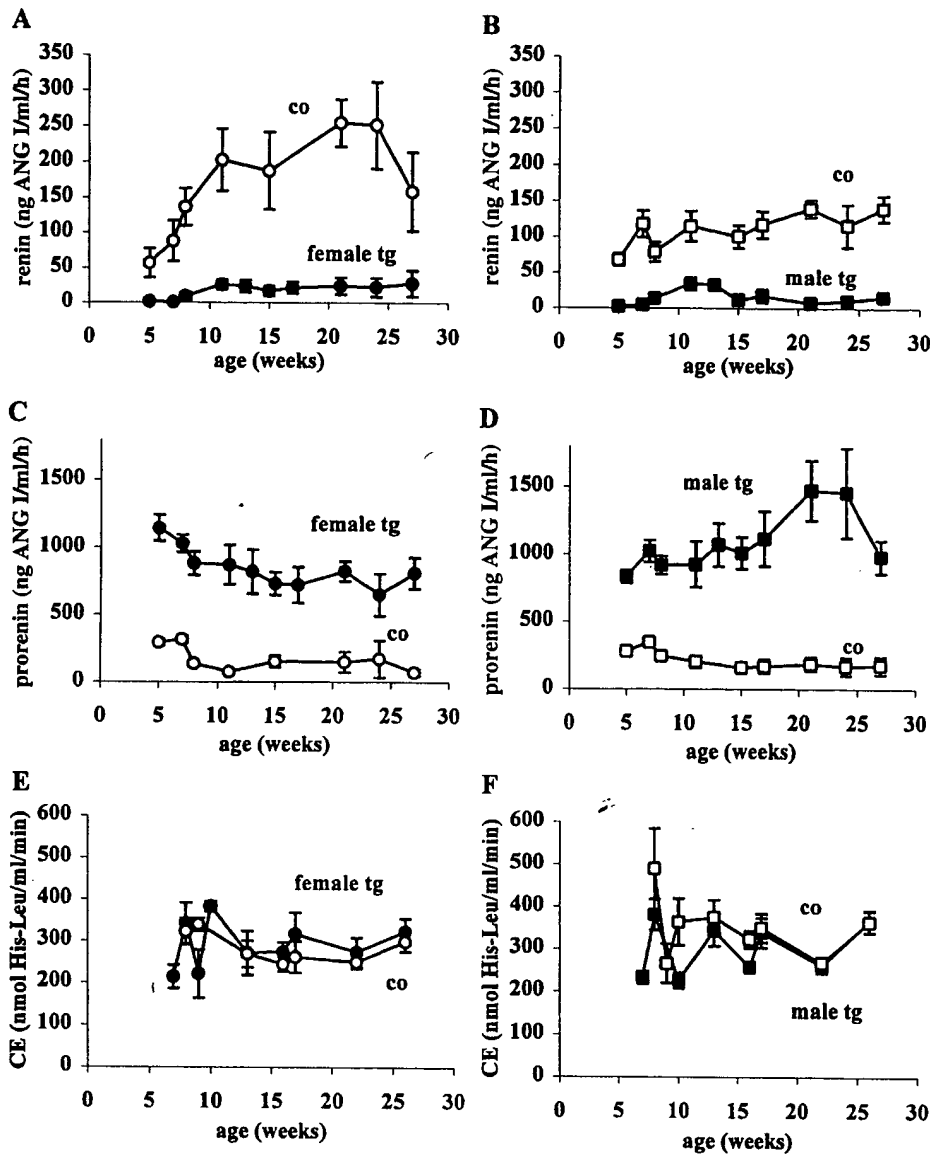 A
renin (ng ANG I/ml/h)
350
300
250
200
150
100
50
0
co
female tg
0 5 10 15 20 25 30
age (weeks)
B
renin (ng ANG I/ml/h)
350
300
250
200
150
100
50
0
co
male tg
0 5 10 15 20 25 30
age (weeks)
C
prorenin (ng ANG I/ml/h)
1500
1000
500
0
female tg
co
0 5 10 15 20 25 30
age (weeks)
D
prorenin (ng ANG I/ml/h)
1500
1000
500
0
male tg
co
0 5 10 15 20 25 30
age (weeks)
E
CE (nmol His-Leu/ml/min)
600
500
400
300
200
100
0
female tg
co
0 5 10 15 20 25 30
age (weeks)
F
CE (nmol His-Leu/ml/min)
600
500
400
300
200
100
0
co
male tg
0 5 10 15 20 25 30
age (weeks)